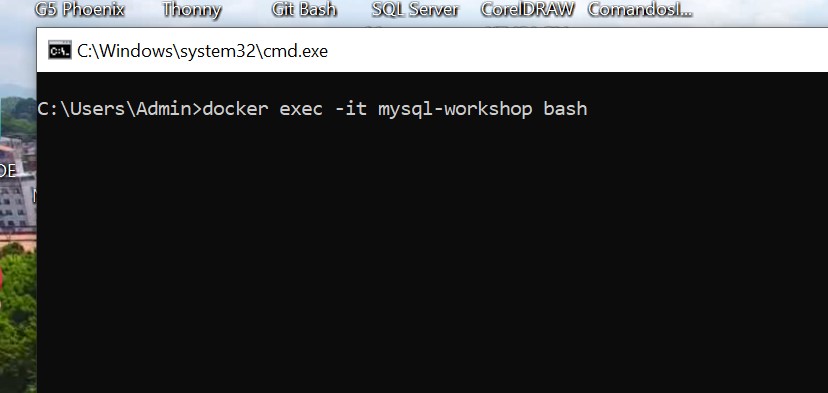 G5 Phoenix Thonny Git Bash SQL Server CorelDRAW Comandosl...
C:\Windows\system32\cmd.exe
C:\Users\Admin>docker exec -it mysql-workshop bash